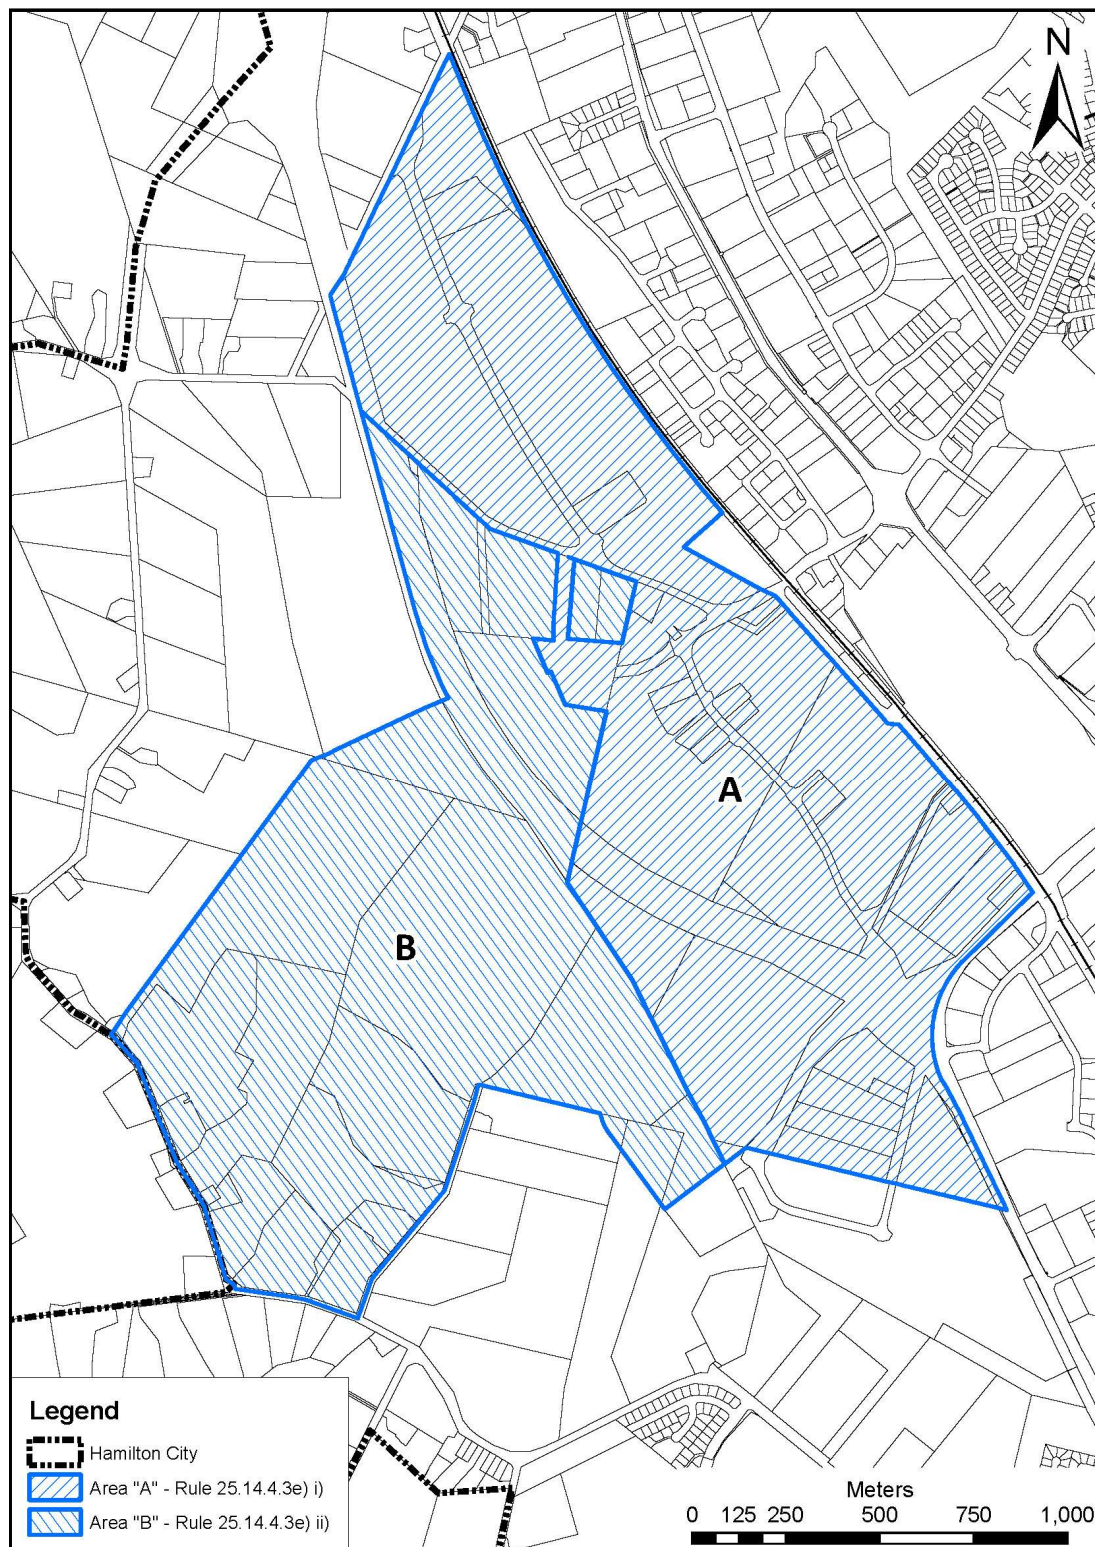 N
A
B
Legend
Hamilton City
Area "A" - Rule 25.14.4.3e) i)
Area "B" - Rule 25.14.4.3e) ii)
Meters
0 125 250 500 750 1,000